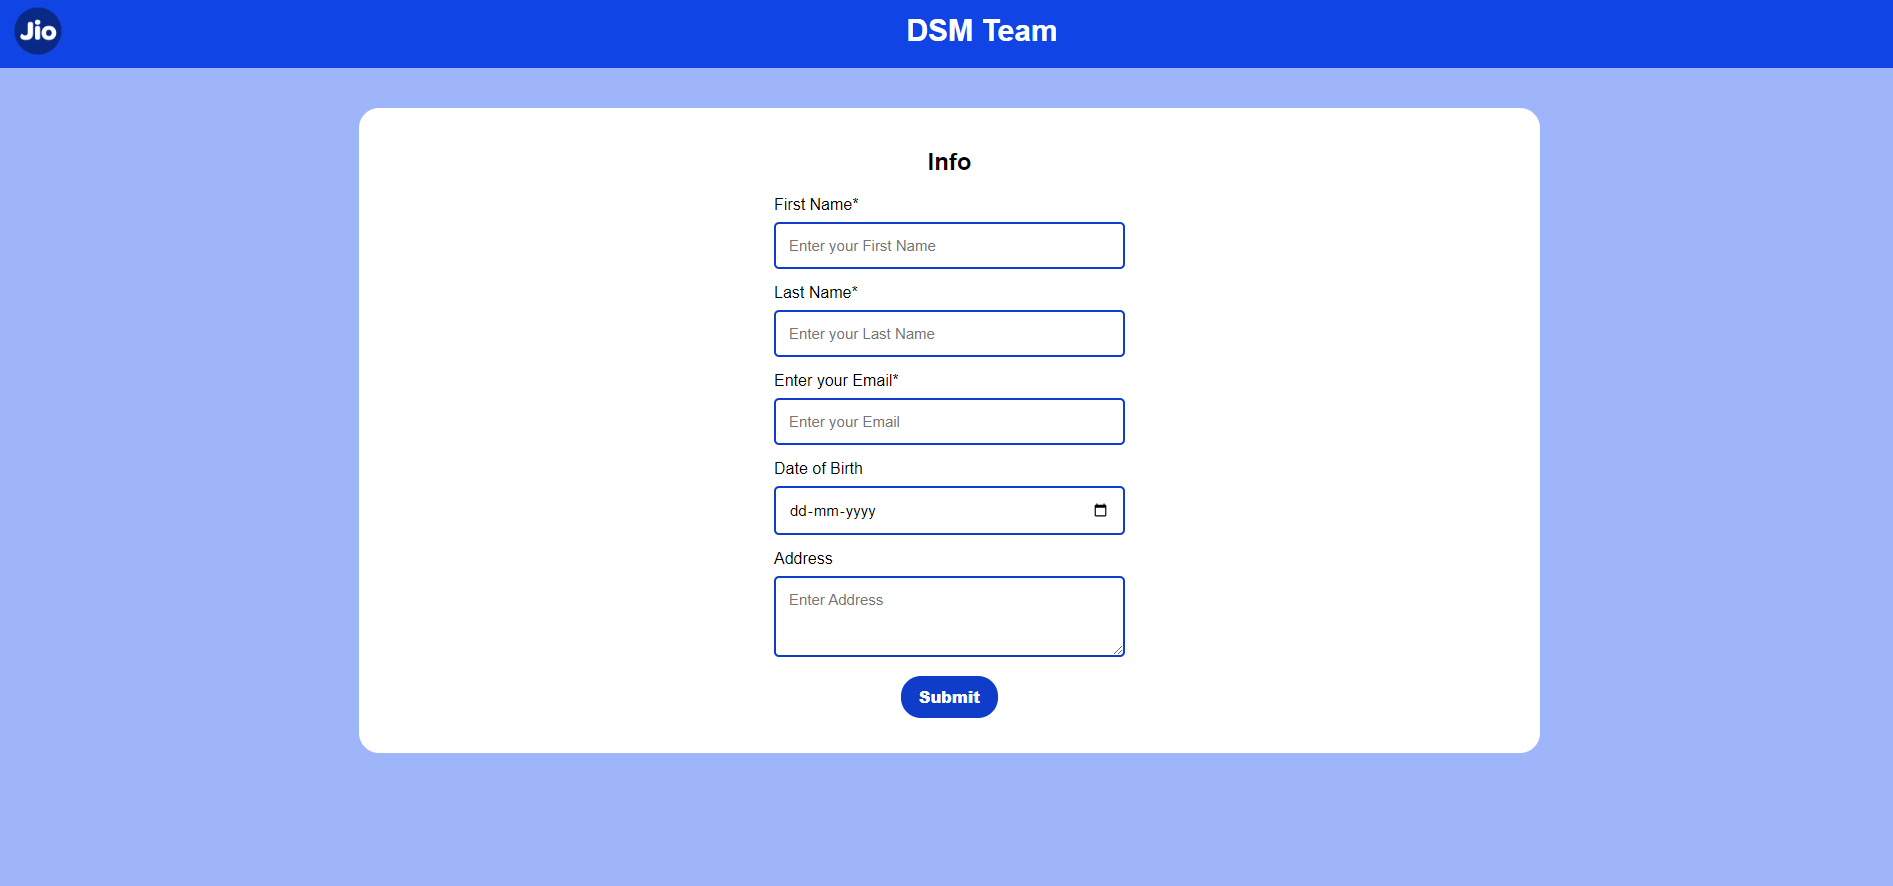 Jio
DSM Team
Info
First Name*
Enter your First Name
Last Name*
Enter your Last Name
Enter your Email*
Enter your Email
Date of Birth
dd-mm-yyyy
Address
Enter Address
Submit